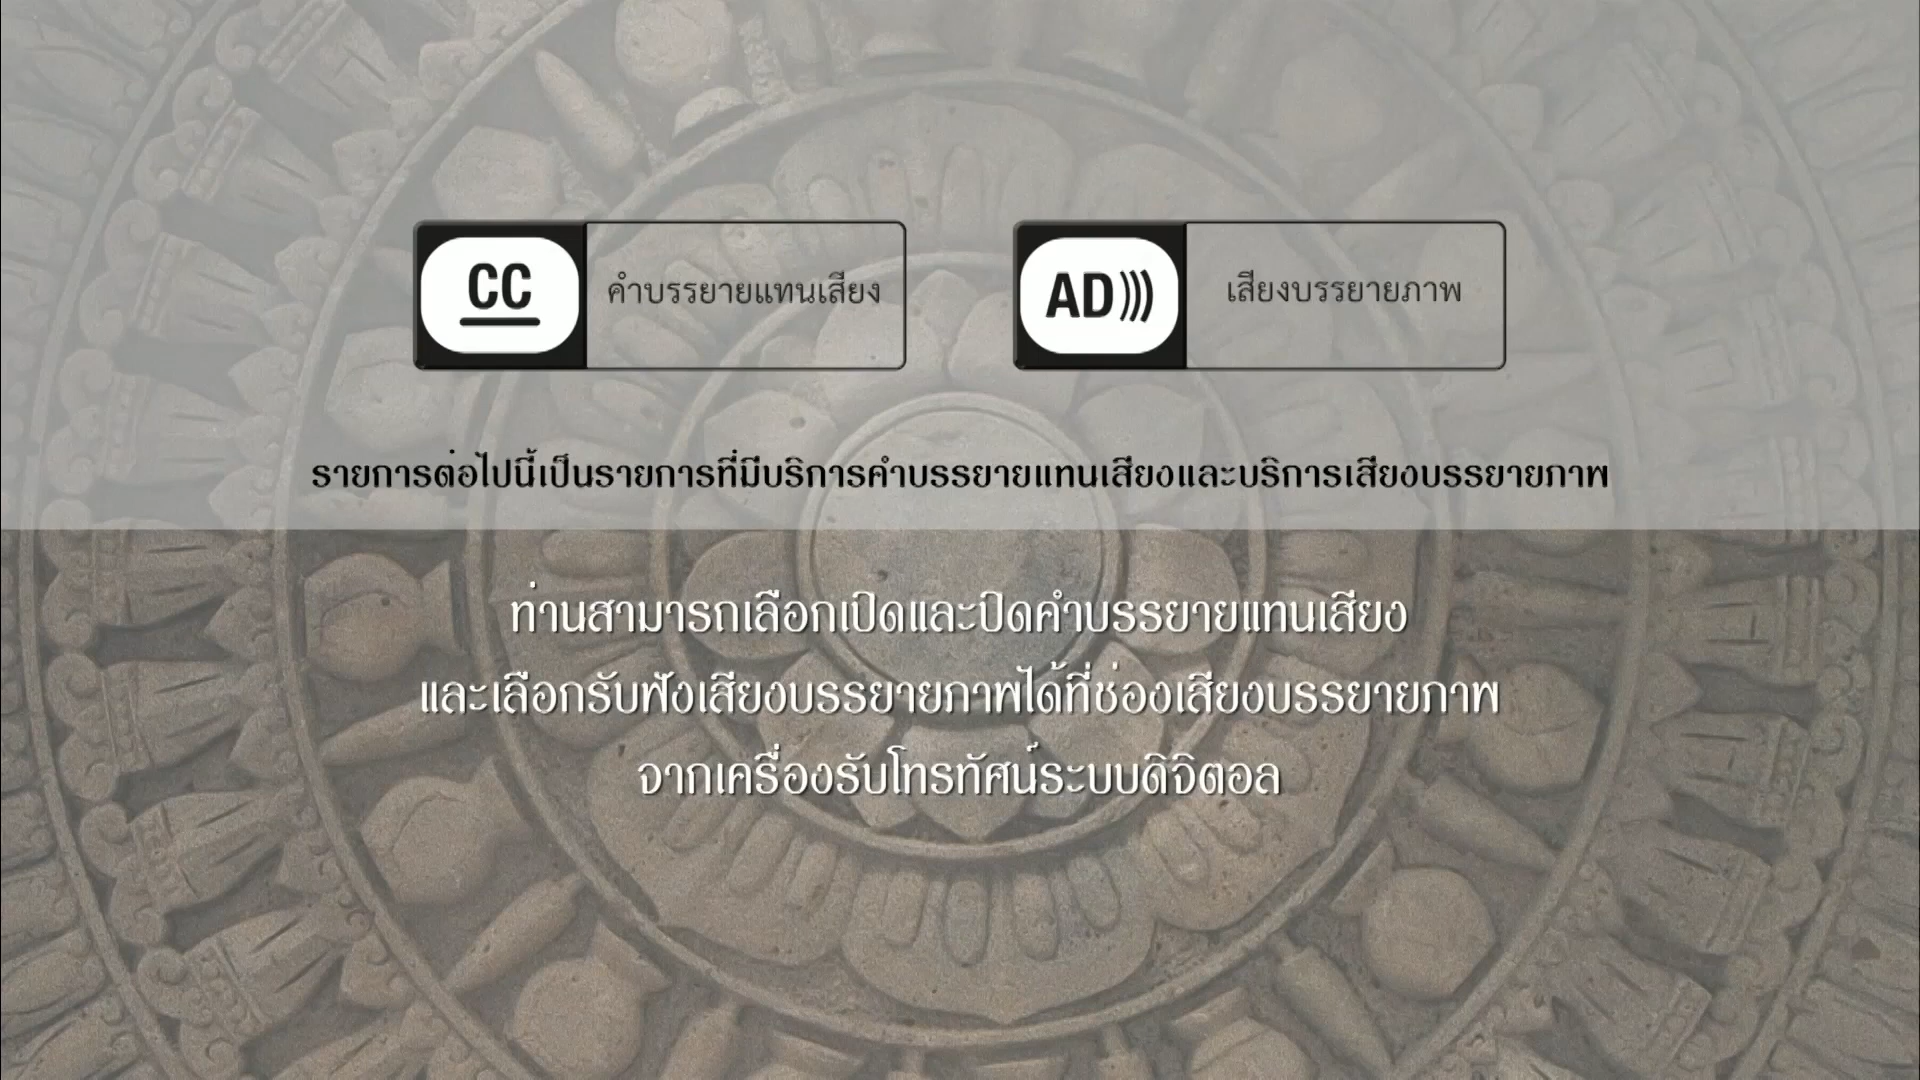 CC คำบรรยายแทนเสียง
AD))) เสียงบรรยายภาพ
รายการต่อไปนี้เป็นรายการที่มีบริการคำบรรยายแทนเสียงและบริการเสียงบรรยายภาพ
ท่านสามารถเลือกเปิดและปิดคำบรรยายแทนเสียง
และเลือกรับฟังเสียงบรรยายภาพได้ที่ช่องเสียงบรรยายภาพ
จากเครื่องรับโทรทัศน์ระบบดิจิตอล